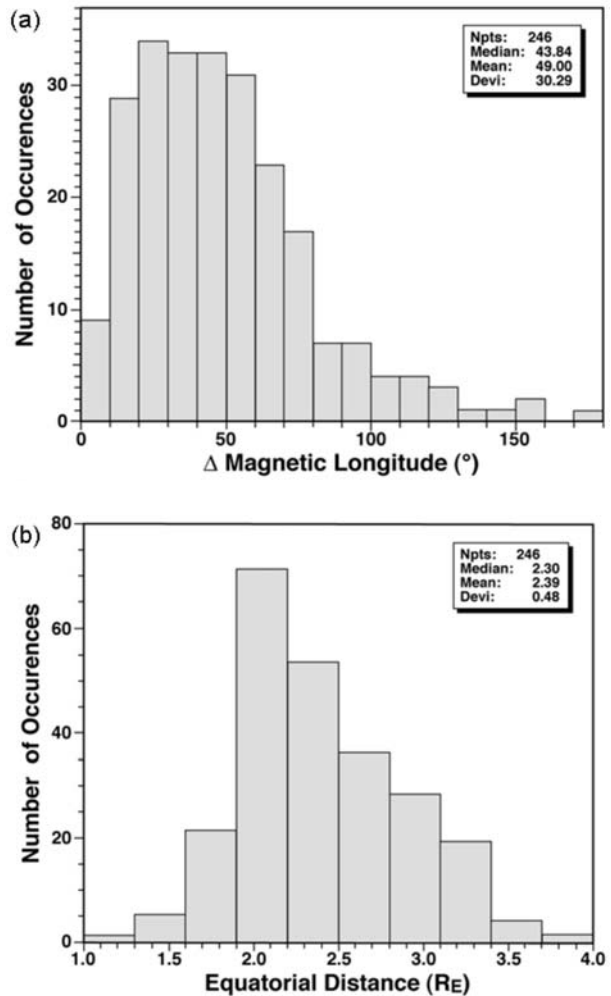 (a)
Number of Occurences
30
20
10
0
0 50 100 150
Δ Magnetic Longitude (°)
Npts: 246
Median: 43.84
Mean: 49.00
Devi: 30.29
(b)
Number of Occurences
80
60
40
20
0
1.0 1.5 2.0 2.5 3.0 3.5 4.0
Equatorial Distance (RE)
Npts: 246
Median: 2.30
Mean: 2.39
Devi: 0.48